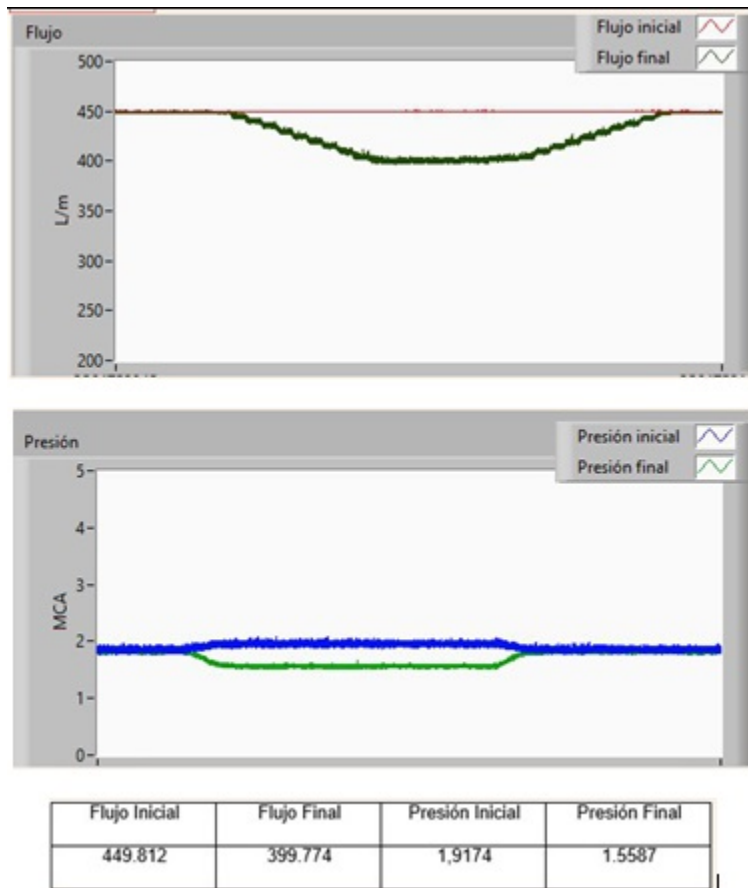 Flujo
Flujo inicial
Flujo final
500
450
400
350
300
250
200
L/m
Presión
Presión inicial
Presión final
5
4
3
2
1
0
MCA
Flujo Inicial Flujo Final Presión Inicial Presión Final
449.812 399.774 1,9174 1.5587